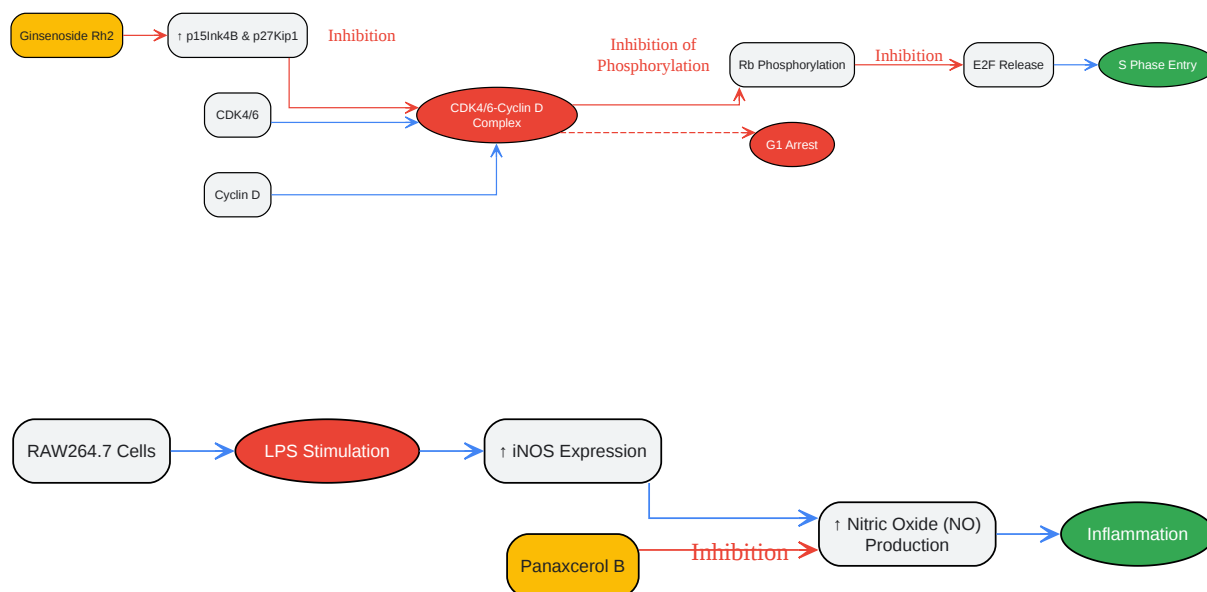 Ginsenoside Rh2
↑ p15Ink4B & p27Kip1
Inhibition
Inhibition of
Phosphorylation
Rb Phosphorylation
Inhibition
E2F Release
S Phase Entry
CDK4/6
CDK4/6-Cyclin D
Complex
G1 Arrest
Cyclin D
RAW264.7 Cells
LPS Stimulation
↑ iNOS Expression
↑ Nitric Oxide (NO)
Production
Inflammation
Panaxcerol B
Inhibition